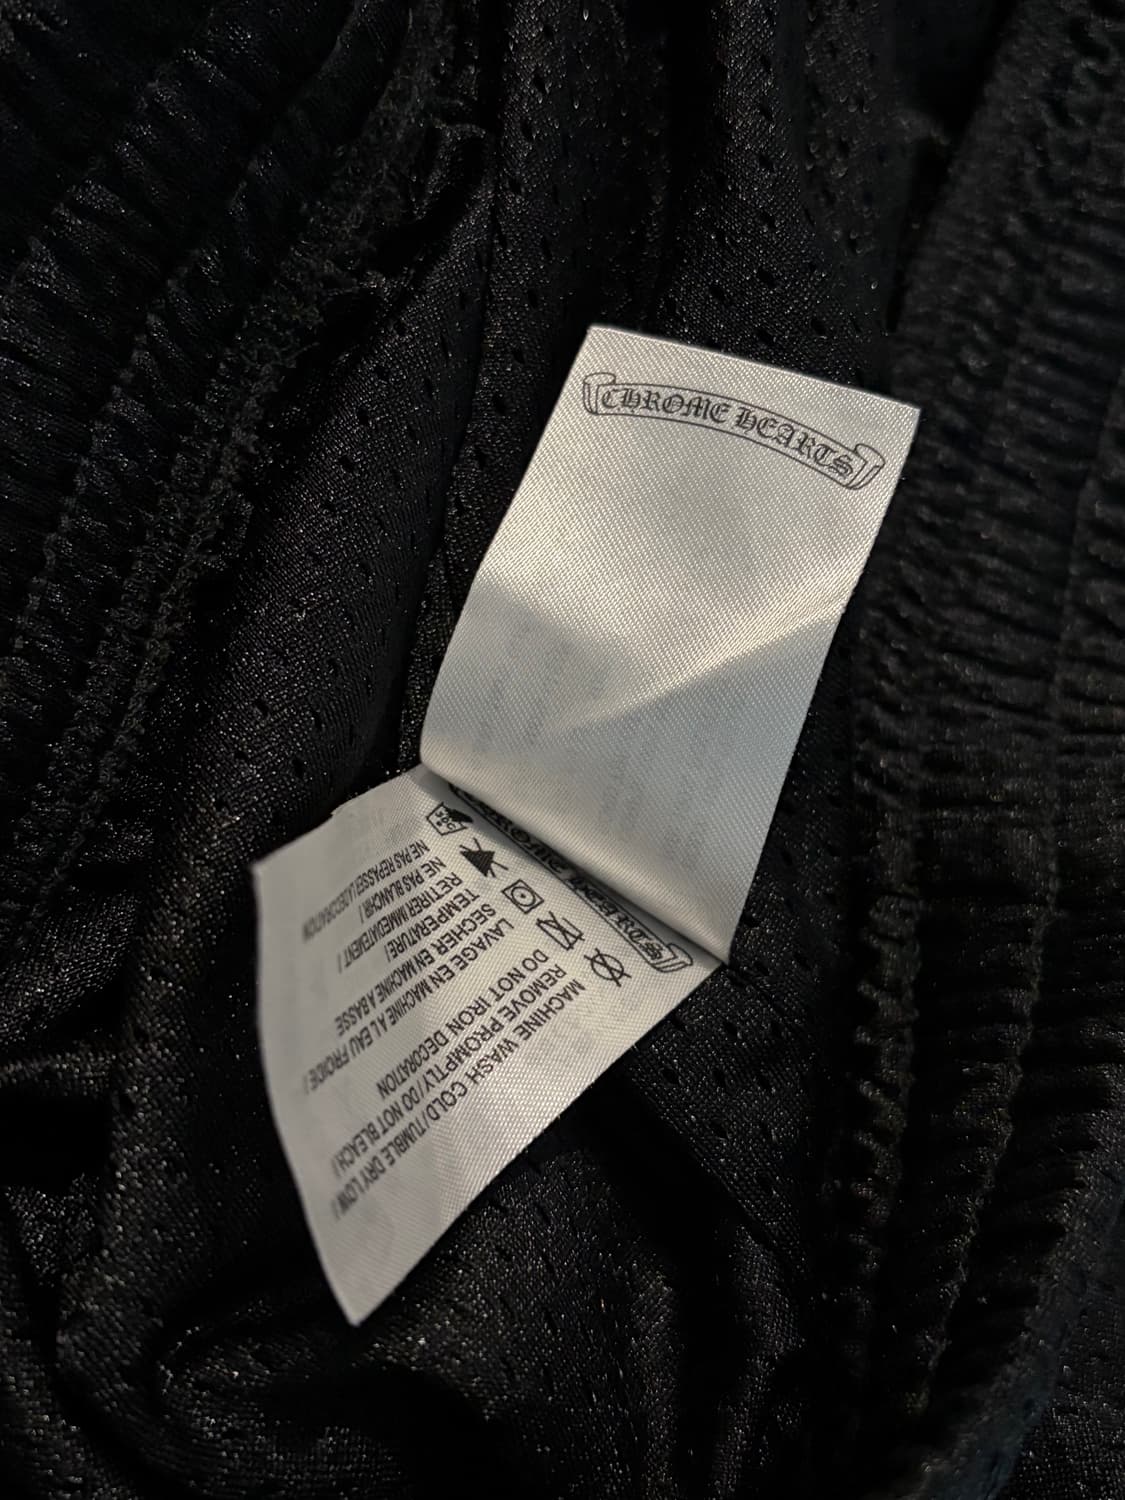 CHROME HEARTS
CHROME HEARTS
MACHINE WASH COLD / TUMBLE DRY LOW /
REMOVE PROMPTLY / DO NOT BLEACH /
DO NOT IRON DECORATION
LAVAGE EN MACHINE AL EAU FROIDE /
SECHER EN MACHINE A BASSE
TEMPERATURE /
RETIRER IMMEDIATEMENT /
NE PAS BLANCHIR /
NE PAS REPASSER LA DECORATION